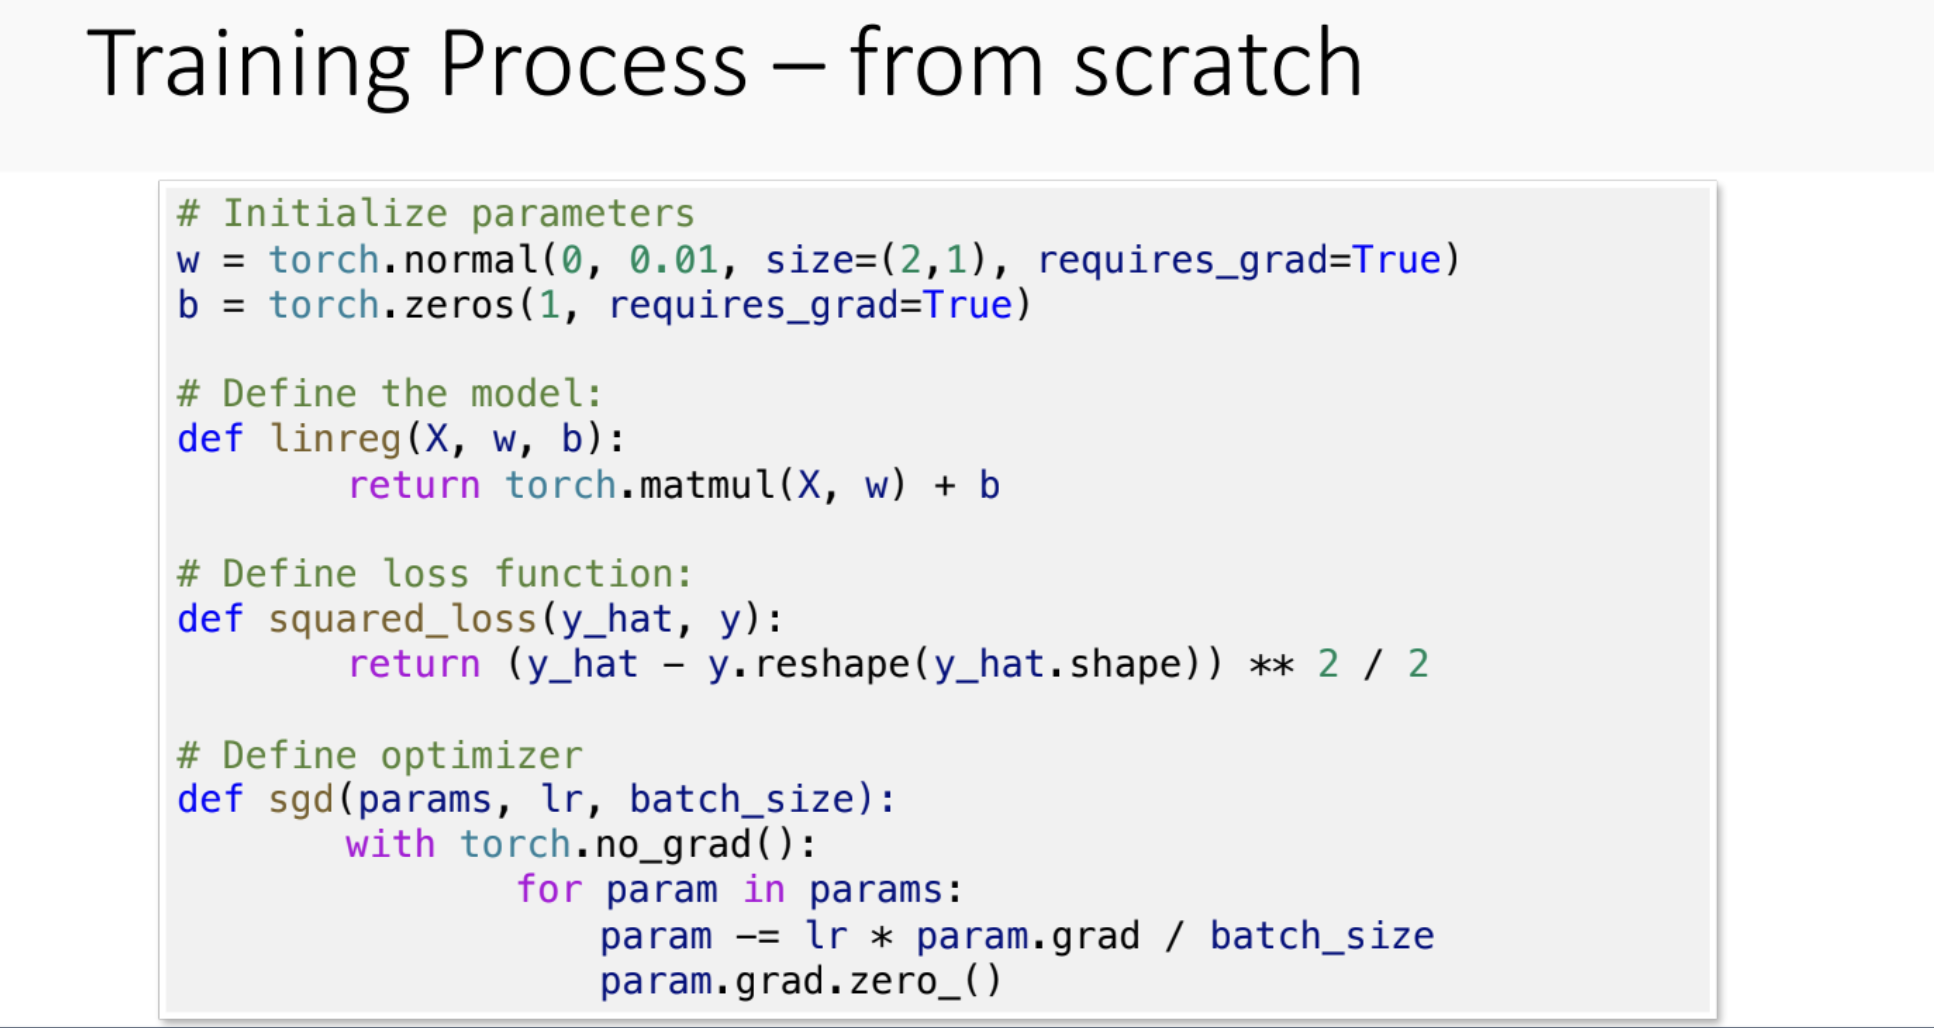 Training Process – from scratch
# Initialize parameters
w = torch.normal(0, 0.01, size=(2,1), requires_grad=True)
b = torch.zeros(1, requires_grad=True)
# Define the model:
def linreg(X, w, b):
return torch.matmul(X, w) + b
# Define loss function:
def squared_loss(y_hat, y):
return (y_hat – y.reshape(y_hat.shape)) ** 2 / 2
# Define optimizer
def sgd(params, lr, batch_size):
with torch.no_grad():
for param in params:
param –= lr * param.grad / batch_size
param.grad.zero_()